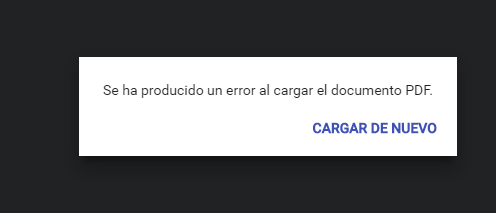 Se ha producido un error al cargar el documento PDF.
CARGAR DE NUEVO